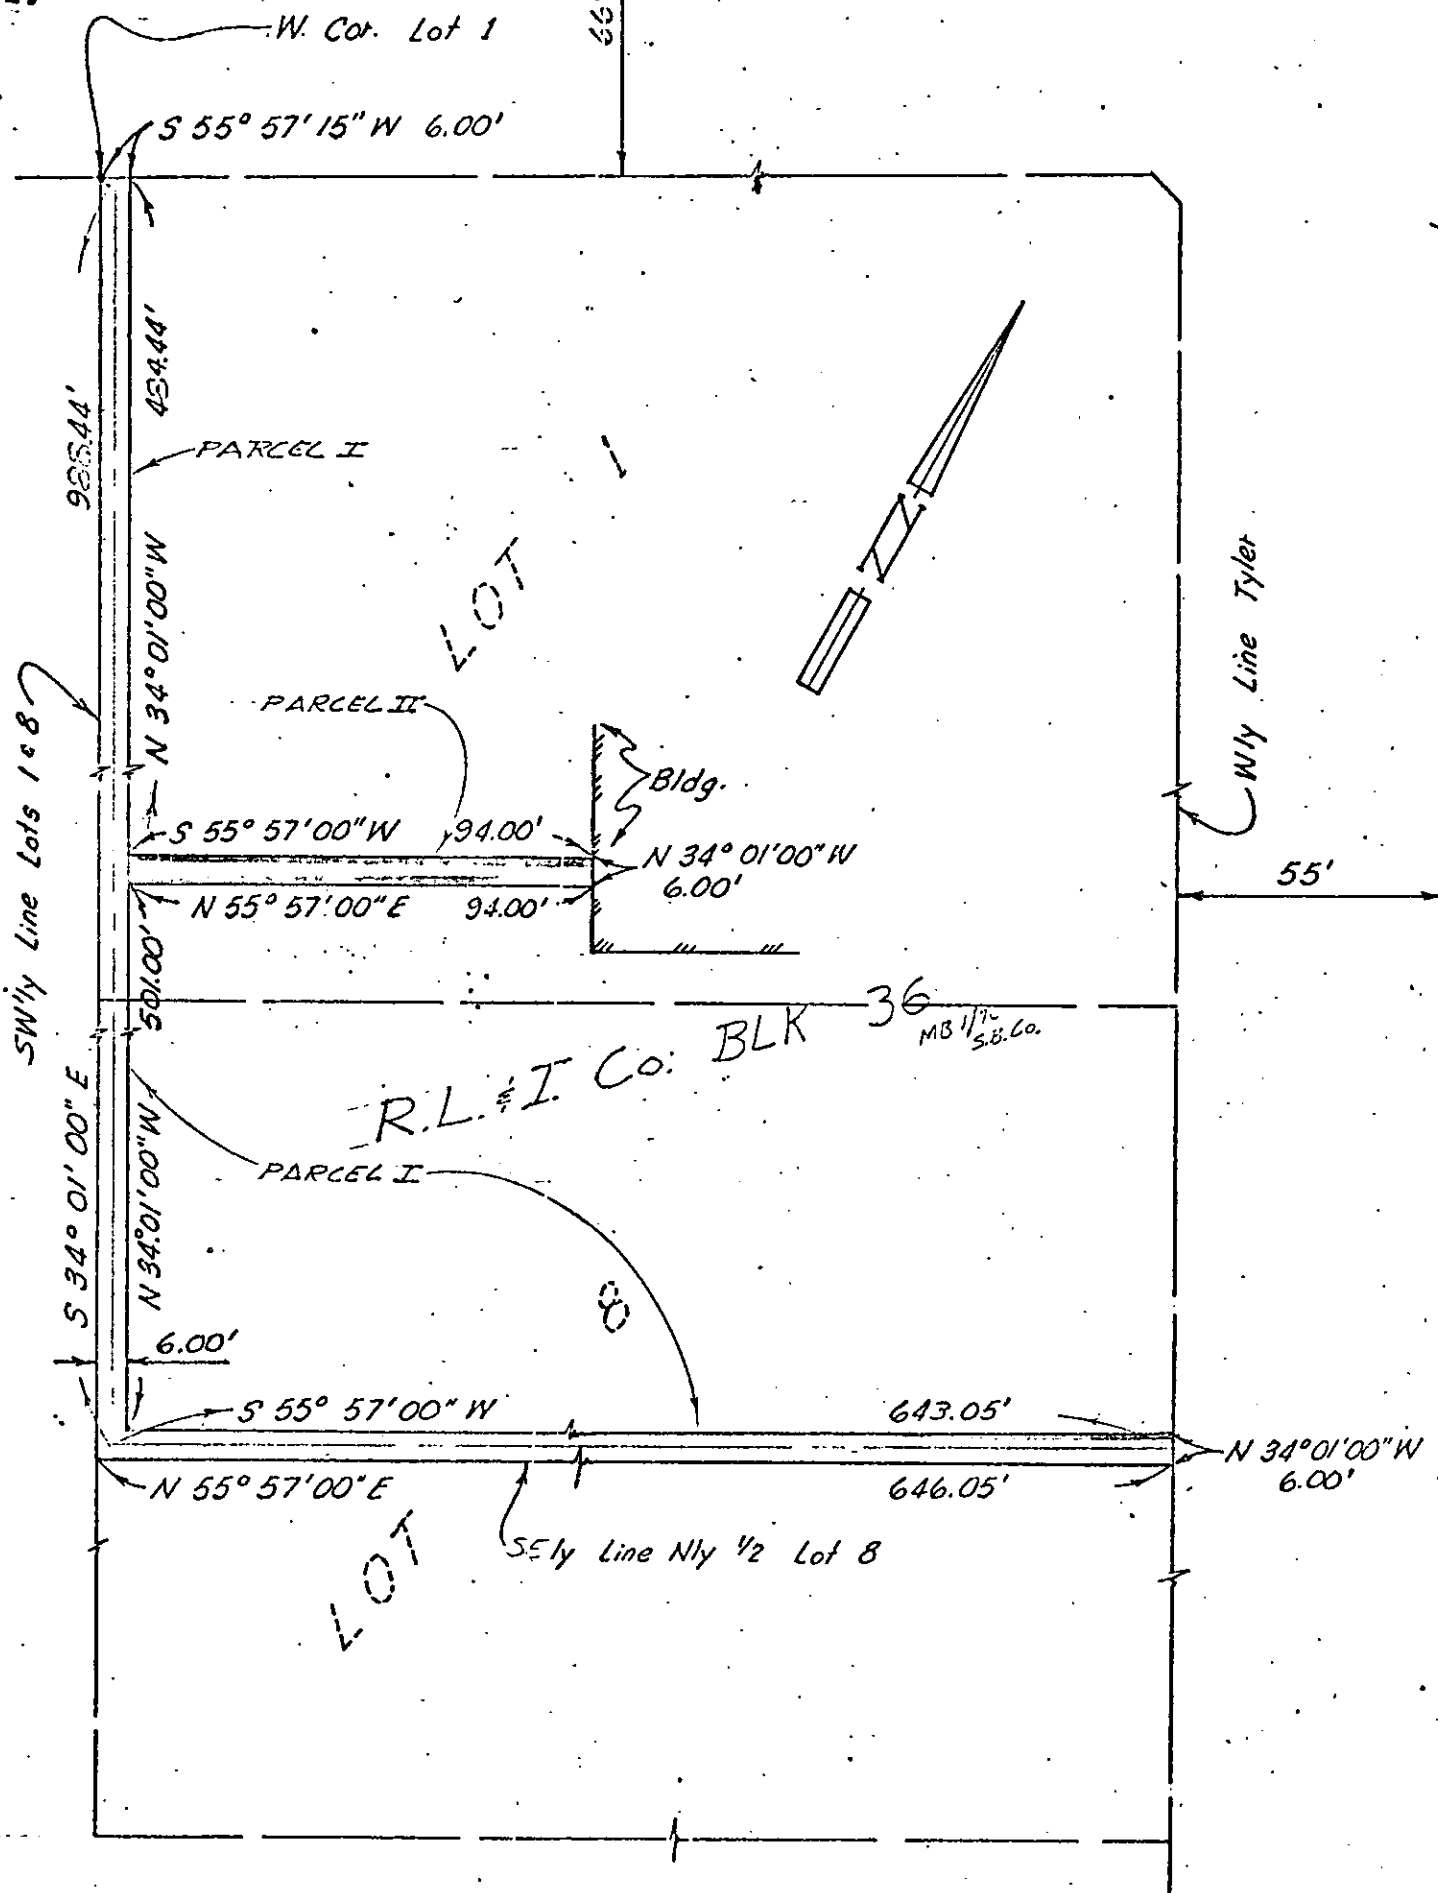 W. Cor. Lot 1
66'
S 55° 57' 15" W 6.00'
484.44'
PARCEL I
N 34° 01' 00" W
SW'ly Line Lots 1 & 8
LOT 1
N
PARCEL II
Bldg.
Wly Line Tyler
S 55° 57' 00" W 94.00'
N 34° 01' 00" W
6.00'
55'
N 55° 57' 00" E 94.00'
501.00'
R.L. & I. Co. BLK 36
S.B. Co.
S 34° 01' 00" E
N 34° 01' 00" W
PARCEL I
8
6.00'
S 55° 57' 00" W 643.05'
N 34° 01' 00" W
6.00'
N 55° 57' 00" E 646.05'
SEly Line Nly 1/2 Lot 8
LOT